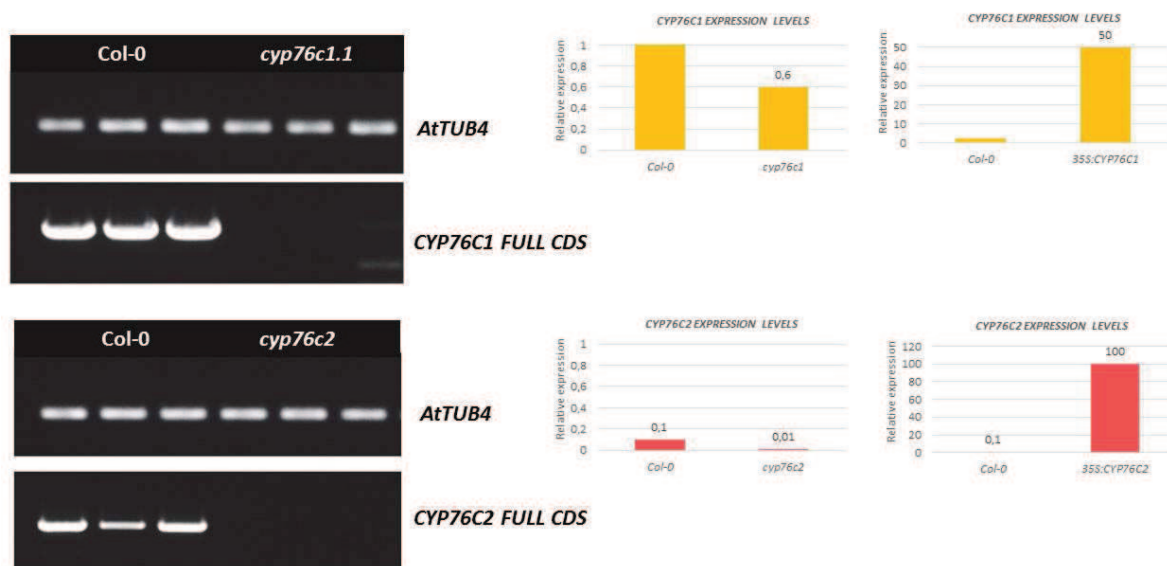 Col-0 cyp76c1.1
AtTUB4
CYP76C1 FULL CDS
CYP76C1 EXPRESSION LEVELS
Relative expression
1
0,8
0,6
0,4
0,2
0
0,6
Col-0 cyp76c1
CYP76C1 EXPRESSION LEVELS
Relative expression
50
40
30
20
10
0
50
Col-0 35S:CYP76C1
Col-0 cyp76c2
AtTUB4
CYP76C2 FULL CDS
CYP76C2 EXPRESSION LEVELS
Relative expression
1
0,8
0,6
0,4
0,2
0
0,1
0,01
Col-0 cyp76c2
CYP76C2 EXPRESSION LEVELS
Relative expression
120
100
80
60
40
20
0
0,1
100
Col-0 35S:CYP76C2